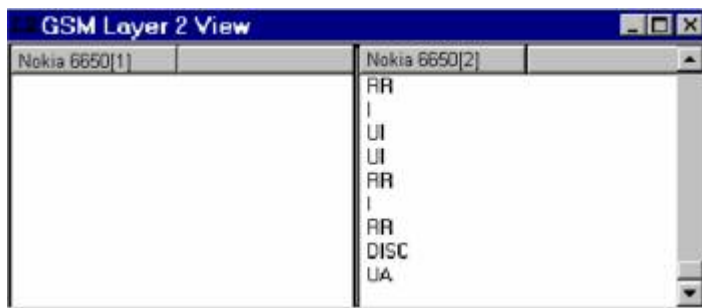 GSM Layer 2 View
Nokia 6650[1]
Nokia 6650[2]
RR
I
UI
UI
RR
I
RR
DISC
UA